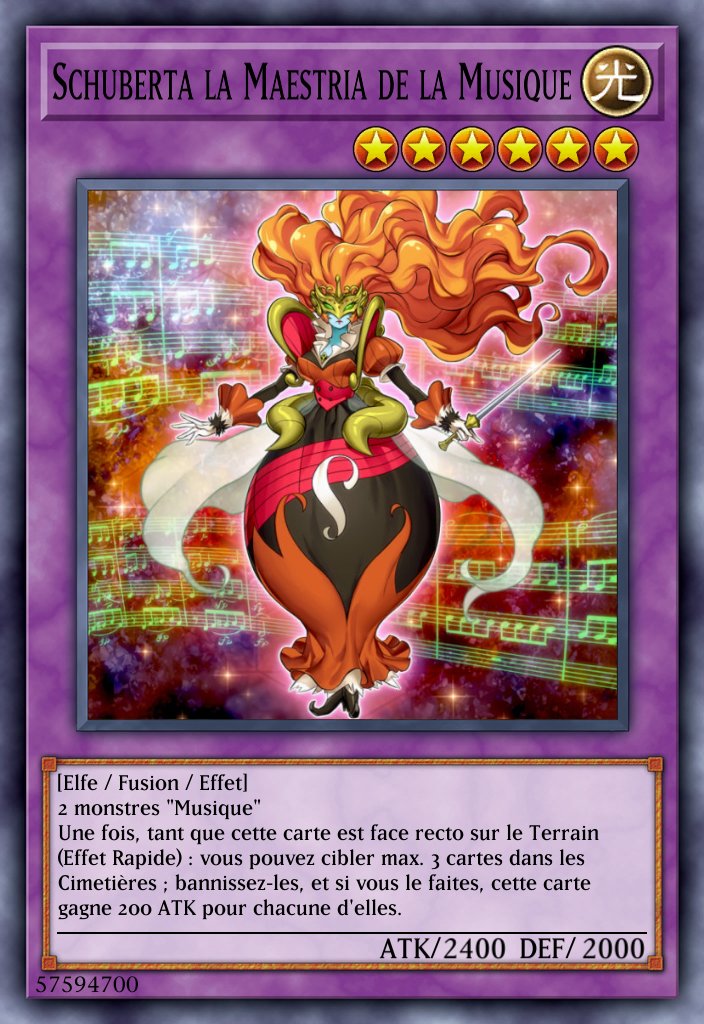 Schuberta la Maestria de la Musique
光
[Elfe / Fusion / Effet]
2 monstres "Musique"
Une fois, tant que cette carte est face recto sur le Terrain
(Effet Rapide) : vous pouvez cibler max. 3 cartes dans les
Cimetières ; bannissez-les, et si vous le faites, cette carte
gagne 200 ATK pour chacune d'elles.
ATK/2400 DEF/2000
57594700